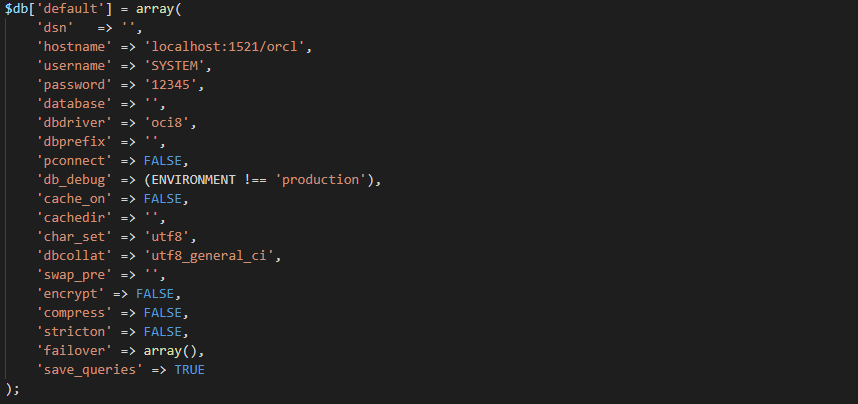 $db['default'] = array(
    'dsn'   => '',
    'hostname' => 'localhost:1521/orcl',
    'username' => 'SYSTEM',
    'password' => '12345',
    'database' => '',
    'dbdriver' => 'oci8',
    'dbprefix' => '',
    'pconnect' => FALSE,
    'db_debug' => (ENVIRONMENT !== 'production'),
    'cache_on' => FALSE,
    'cachedir' => '',
    'char_set' => 'utf8',
    'dbcollat' => 'utf8_general_ci',
    'swap_pre' => '',
    'encrypt' => FALSE,
    'compress' => FALSE,
    'stricton' => FALSE,
    'failover' => array(),
    'save_queries' => TRUE
);